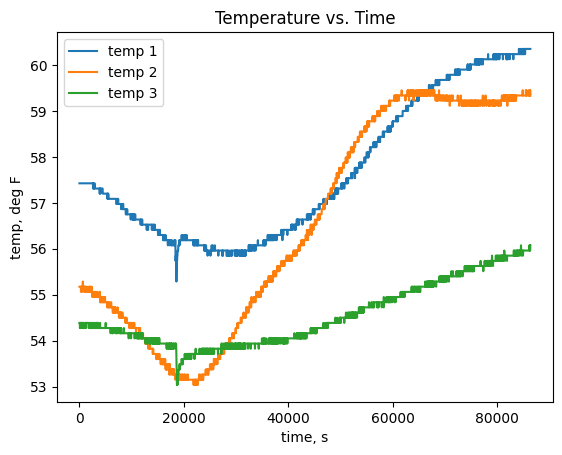 Temperature vs. Time
temp 1
temp 2
temp 3
temp, deg F
60
59
58
57
56
55
54
53
0
20000
40000
60000
80000
time, s